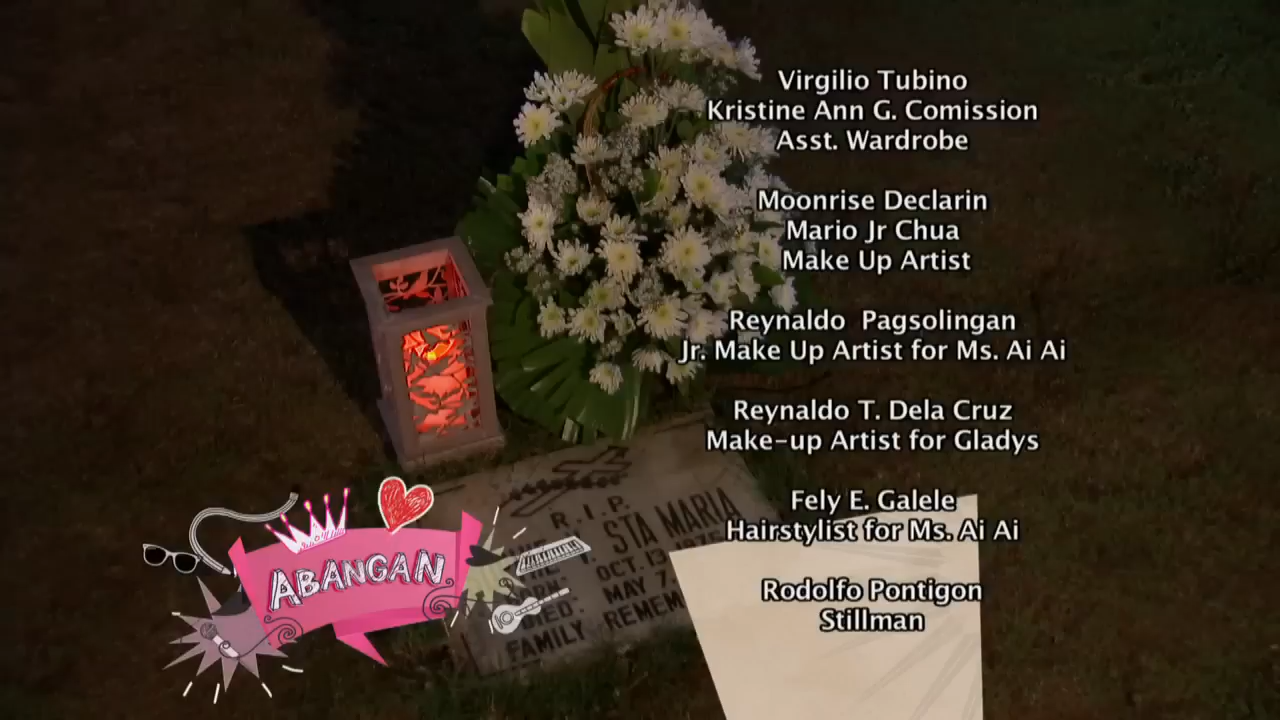 Virgilio Tubino
Kristine Ann G. Comission
Asst. Wardrobe
Moonrise Declarin
Mario Jr Chua
Make Up Artist
Reynaldo Pagsolingan
Jr. Make Up Artist for Ms. Ai Ai
Reynaldo T. Dela Cruz
Make-up Artist for Gladys
Fely E. Galele
Hairstylist for Ms. Ai Ai
Rodolfo Pontigon
Stillman
ABANGAN
R.I.P.
STA MARIA
OCT. 13
MAY 7
FAMILY